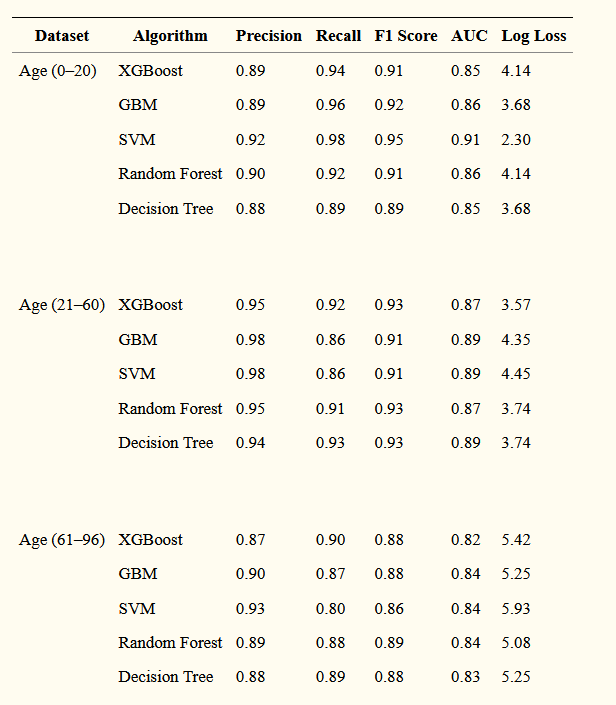 Dataset Algorithm Precision Recall F1 Score AUC Log Loss
Age (0–20) XGBoost 0.89 0.94 0.91 0.85 4.14
GBM 0.89 0.96 0.92 0.86 3.68
SVM 0.92 0.98 0.95 0.91 2.30
Random Forest 0.90 0.92 0.91 0.86 4.14
Decision Tree 0.88 0.89 0.89 0.85 3.68
Age (21–60) XGBoost 0.95 0.92 0.93 0.87 3.57
GBM 0.98 0.86 0.91 0.89 4.35
SVM 0.98 0.86 0.91 0.89 4.45
Random Forest 0.95 0.91 0.93 0.87 3.74
Decision Tree 0.94 0.93 0.93 0.89 3.74
Age (61–96) XGBoost 0.87 0.90 0.88 0.82 5.42
GBM 0.90 0.87 0.88 0.84 5.25
SVM 0.93 0.80 0.86 0.84 5.93
Random Forest 0.89 0.88 0.89 0.84 5.08
Decision Tree 0.88 0.89 0.88 0.83 5.25